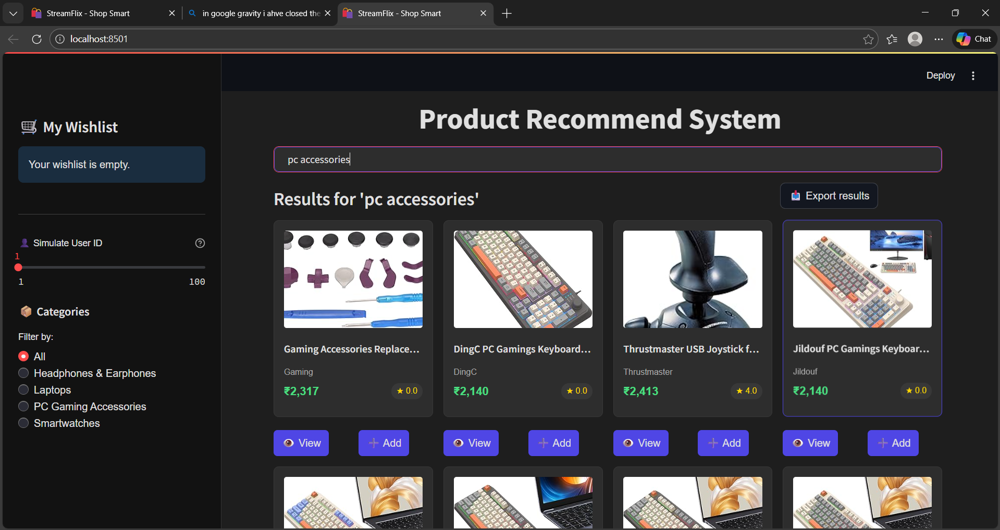 StreamFlix - Shop Smart
in google gravity i ahve closed the
StreamFlix - Shop Smart
localhost:8501
Chat
Deploy
My Wishlist
Your wishlist is empty.
Simulate User ID
1
1 100
Categories
Filter by:
All
Headphones & Earphones
Laptops
PC Gaming Accessories
Smartwatches
Product Recommend System
pc accessories
Results for 'pc accessories'
Export results
Gaming Accessories Replace...
Gaming
₹2,317 ★ 0.0
View Add
DingC PC Gamings Keyboard...
DingC
₹2,140 ★ 0.0
View Add
Thrustmaster USB Joystick f...
Thrustmaster
₹2,413 ★ 4.0
View Add
Jildouf PC Gamings Keyboar...
Jildouf
₹2,140 ★ 0.0
View Add